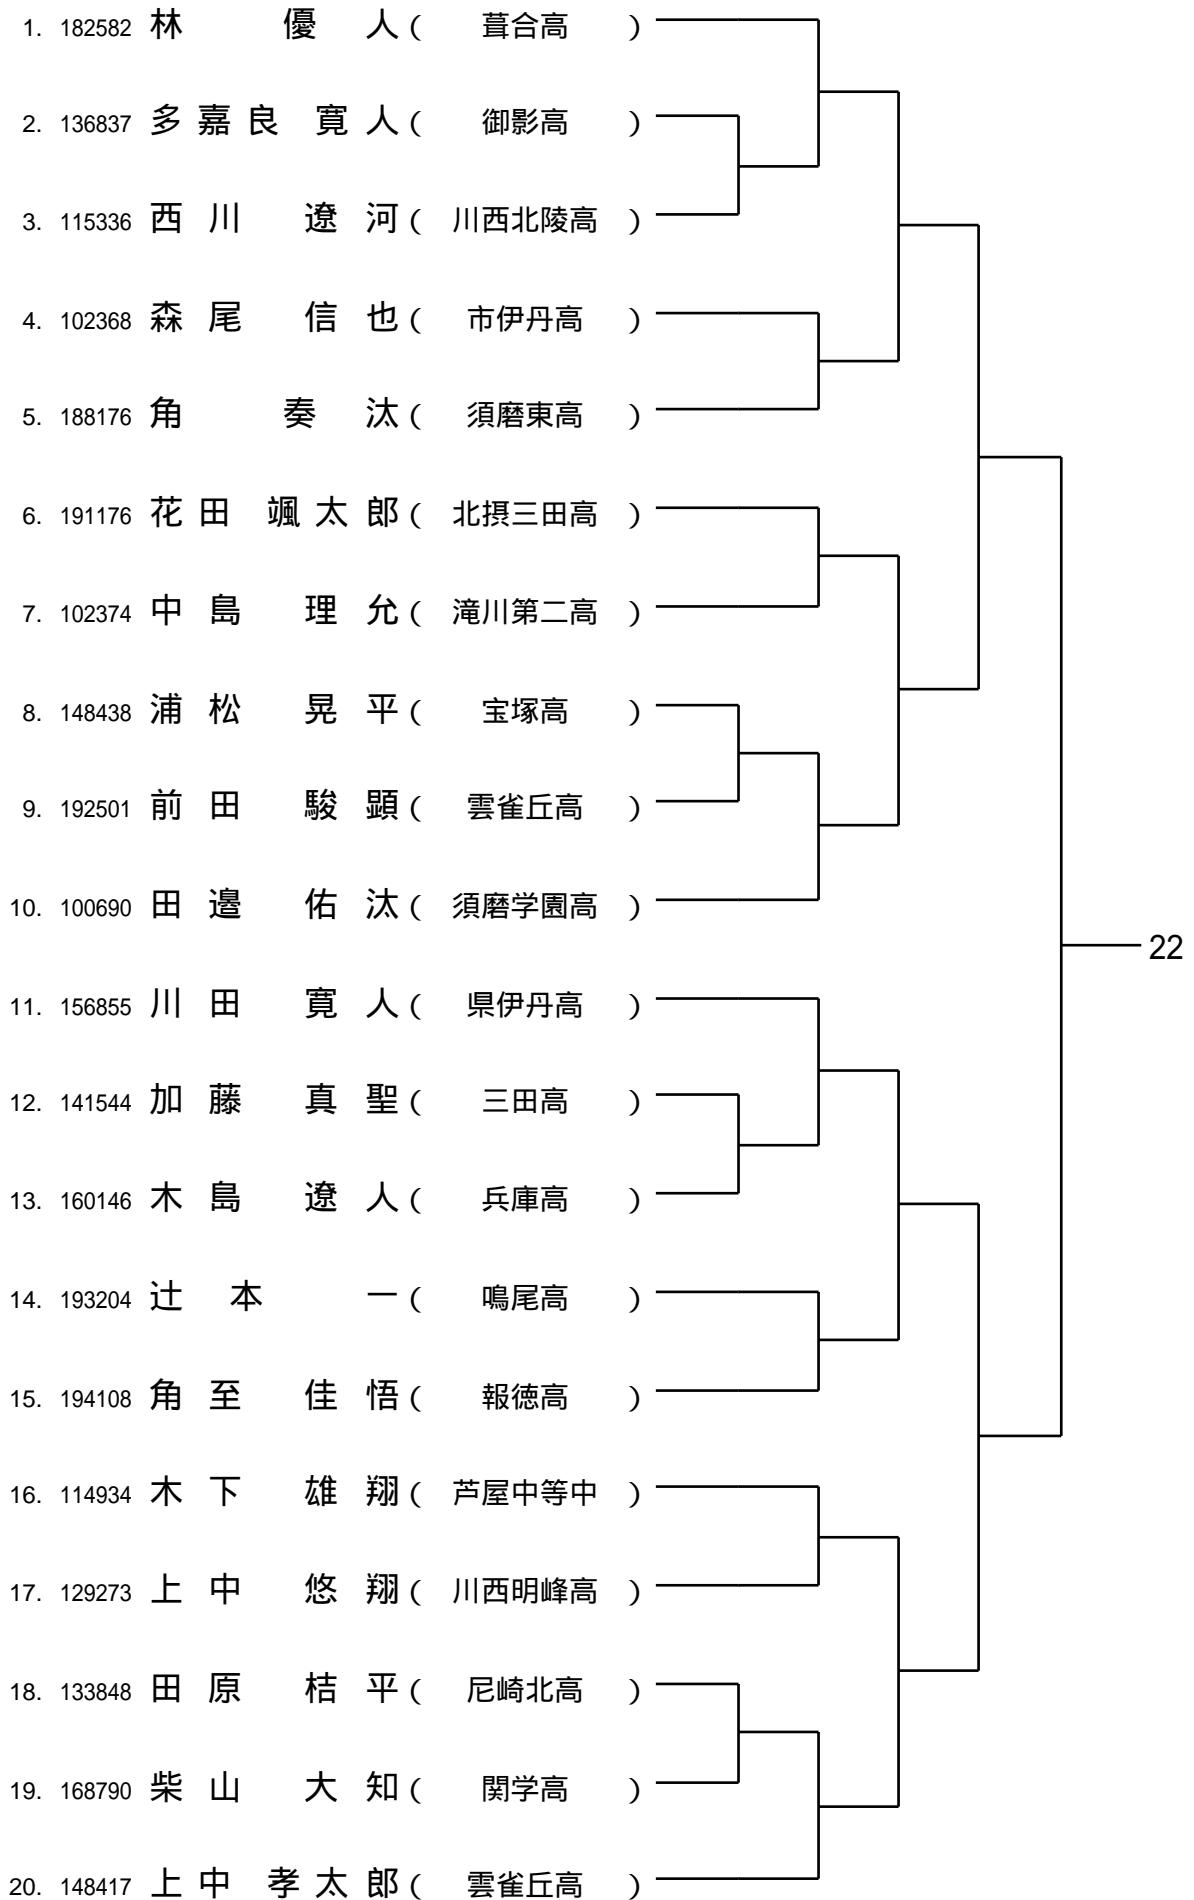 1. 182582 林 優 人 ( 葺合高 )
2. 136837 多嘉良 寛人 ( 御影高 )
3. 115336 西川 遼河 ( 川西北陵高 )
4. 102368 森尾 信也 ( 市伊丹高 )
5. 188176 角 奏汰 ( 須磨東高 )
6. 191176 花田 颯太郎 ( 北摂三田高 )
7. 102374 中島 理允 ( 滝川第二高 )
8. 148438 浦松 晃平 ( 宝塚高 )
9. 192501 前田 駿顕 ( 雲雀丘高 )
10. 100690 田邉 佑汰 ( 須磨学園高 )
22
11. 156855 川田 寛人 ( 県伊丹高 )
12. 141544 加藤 真聖 ( 三田高 )
13. 160146 木島 遼人 ( 兵庫高 )
14. 193204 辻本 一 ( 鳴尾高 )
15. 194108 角至 佳悟 ( 報徳高 )
16. 114934 木下 雄翔 ( 芦屋中等中 )
17. 129273 上中 悠翔 ( 川西明峰高 )
18. 133848 田原 桔平 ( 尼崎北高 )
19. 168790 柴山 大知 ( 関学高 )
20. 148417 上中 孝太郎 ( 雲雀丘高 )